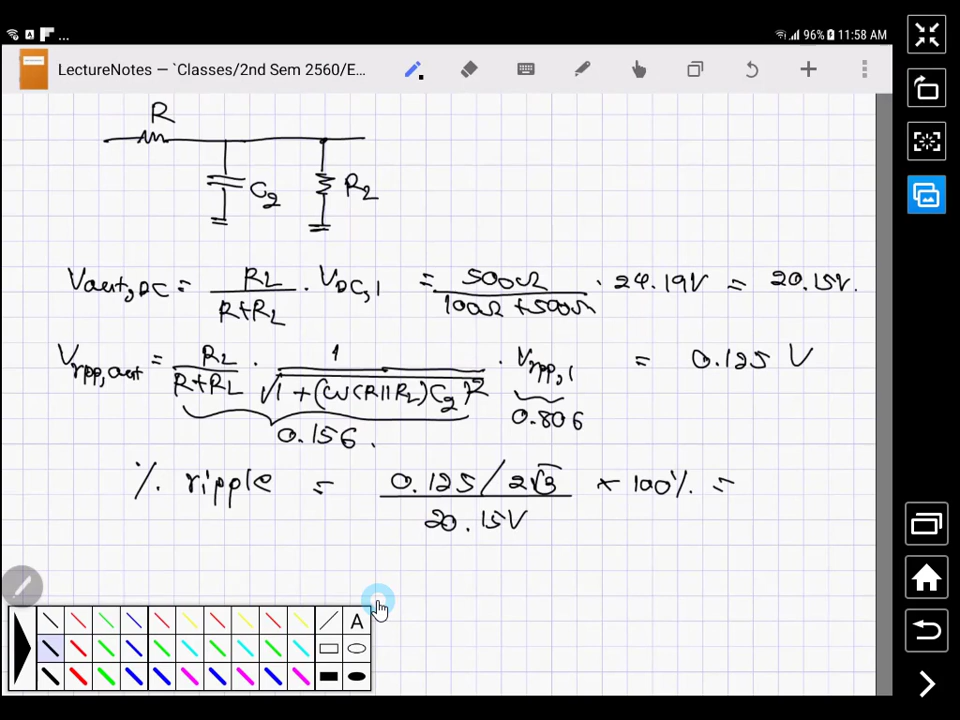 A ... 96% 11:58 AM
LectureNotes — `Classes/2nd Sem 2560/E...
R
C2 RL
Vout,DC = RL / R+RL · VDC,1 = 500Ω / 100Ω + 500Ω · 24.19V = 20.15V.
Vrpp,out = RL / R+RL · 1 / √1 + (ω(R||RL)C2)² · Vrpp,1 = 0.125 V
0.156. 0.806
% ripple = 0.125/2√3 / 20.15V × 100% =
A